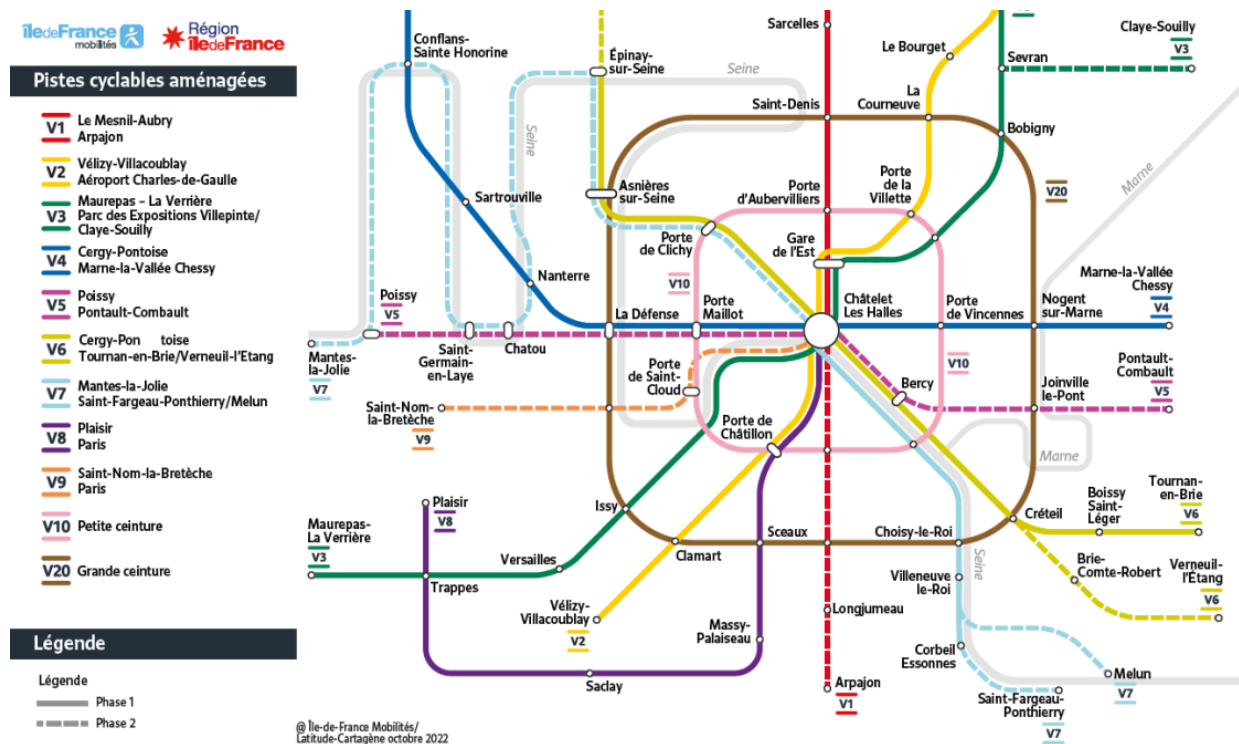 îledeFrance
mobilités
Région
îledeFrance
Pistes cyclables aménagées
V1
Le Mesnil-Aubry
Arpajon
V2
Vélizy-Villacoublay
Aéroport Charles-de-Gaulle
V3
Maurepas – La Verrière
Parc des Expositions Villepinte/
Claye-Souilly
V4
Cergy-Pontoise
Marne-la-Vallée Chessy
V5
Poissy
Pontault-Combault
V6
Cergy-Pon toise
Tournan-en-Brie/Verneuil-l'Etang
V7
Mantes-la-Jolie
Saint-Fargeau-Ponthierry/Melun
V8
Plaisir
Paris
V9
Saint-Nom-la-Bretèche
Paris
V10
Petite ceinture
V20
Grande ceinture
Légende
Légende
Phase 1
Phase 2
@ Île-de-France Mobilités/
Latitude-Cartagène octobre 2022
Sarcelles
Claye-Souilly
V3
Conflans-
Sainte Honorine
Épinay-
sur-Seine
Seine
Le Bourget
Sevran
Saint-Denis
La
Courneuve
Bobigny
Seine
Marne
Sartrouville
Asnières
-sur-Seine
Porte
d'Aubervilliers
Porte
de la
Villette
V20
Porte
de Clichy
Gare
de l'Est
Nanterre
V10
Marne-la-Vallée
Chessy
V4
Poissy
V5
La Défense
Porte
Maillot
Châtelet
Les Halles
Porte
de Vincennes
Nogent
sur-Marne
Mantes-
la-Jolie
V7
Saint-
Germain-
en-Laye
Chatou
Porte
de Saint-
Cloud
Bercy
V10
Joinville
le-Pont
Pontault-
Combault
V5
Saint-Nom-
la-Bretèche
V9
Porte de
Châtillon
Marne
Plaisir
V8
Issy
Créteil
Boissy
Saint-
Léger
Tournan-
en-Brie
V6
Maurepas-
La Verrière
V3
Versailles
Clamart
Sceaux
Choisy-le-Roi
Seine
Brie-
Comte-Robert
Verneuil-
l'Étang
V6
Trappes
Villeneuve
le-Roi
Vélizy-
Villacoublay
V2
Longjumeau
Massy-
Palaiseau
Corbeil
Essonnes
Saclay
Arpajon
V1
Melun
V7
Saint-Fargeau-
Ponthierry
V7